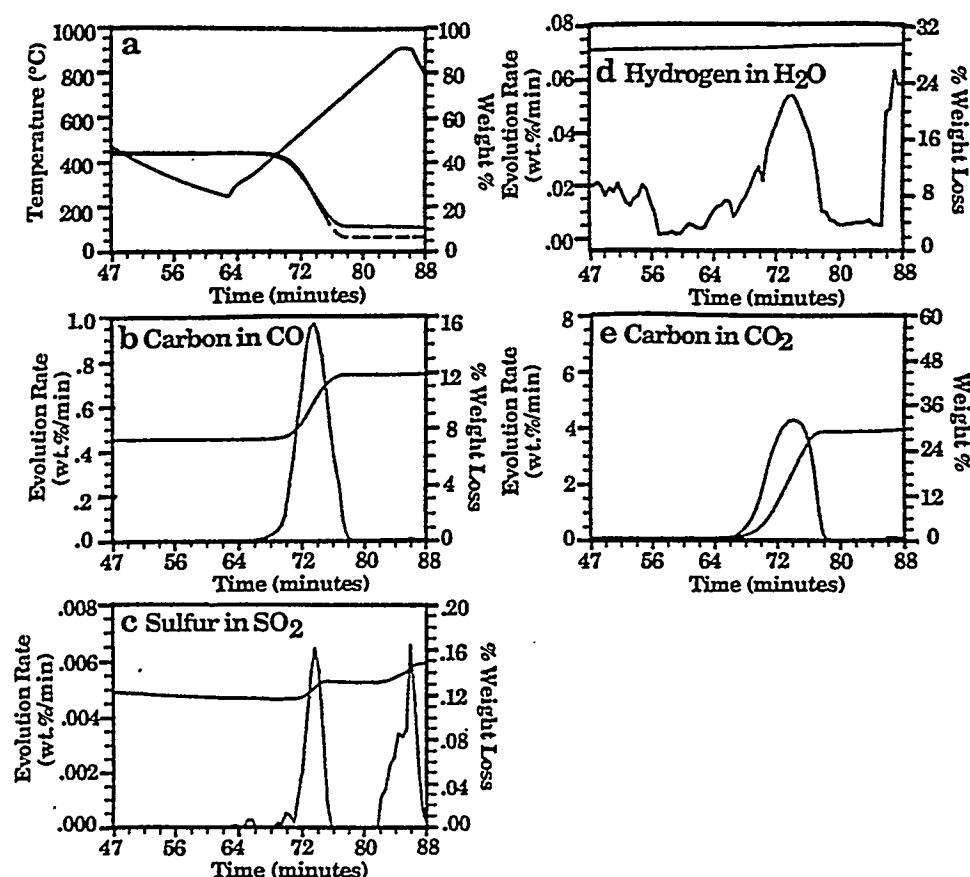 a
Temperature (°C)
1000
800
600
400
200
0
100
80
60
40
20
0
Weight %
47 56 64 72 80 88
Time (minutes)
d Hydrogen in H2O
Evolution Rate
(wt.%/min)
.08
.06
.04
.02
.00
32
24
16
8
0
% Weight Loss
47 56 64 72 80 88
Time (minutes)
b Carbon in CO
Evolution Rate
(wt.%/min)
1.0
.8
.6
.4
.2
.0
16
12
8
4
0
% Weight Loss
47 56 64 72 80 88
Time (minutes)
e Carbon in CO2
Evolution Rate
(wt.%/min)
8
6
4
2
0
60
48
36
24
12
0
Weight %
47 56 64 72 80 88
Time (minutes)
c Sulfur in SO2
Evolution Rate
(wt.%/min)
.008
.006
.004
.002
.000
.20
.16
.12
.08
.04
.00
% Weight Loss
47 56 64 72 80 88
Time (minutes)